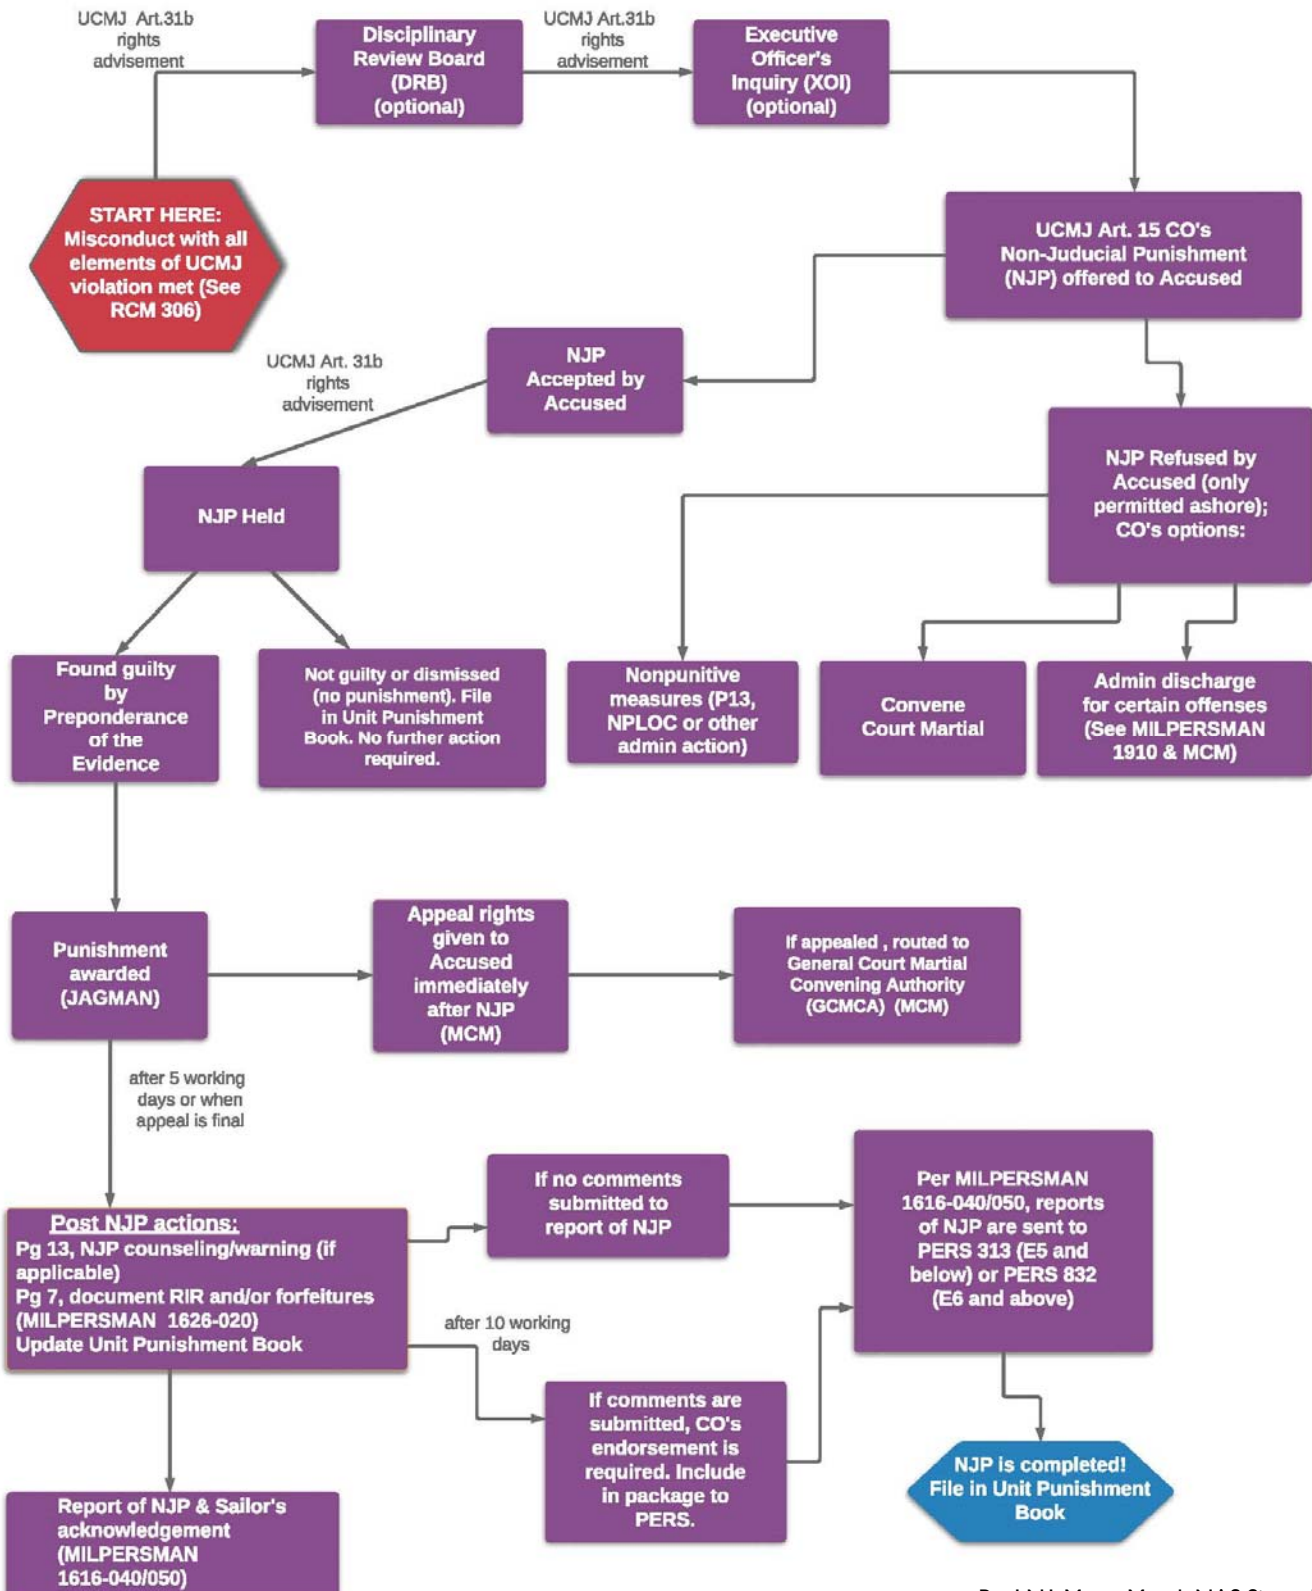 UCMJ Art.31b
rights
advisement
Disciplinary
Review Board
(DRB)
(optional)
UCMJ Art.31b
rights
advisement
Executive
Officer's
Inquiry (XOI)
(optional)
START HERE:
Misconduct with all
elements of UCMJ
violation met (See
RCM 306)
UCMJ Art. 15 CO's
Non-Juducial Punishment
(NJP) offered to Accused
NJP
Accepted by
Accused
UCMJ Art. 31b
rights
advisement
NJP Refused by
Accused (only
permitted ashore);
CO's options:
NJP Held
Found guilty
by
Preponderance
of the
Evidence
Not guilty or dismissed
(no punishment). File
in Unit Punishment
Book. No further action
required.
Nonpunitive
measures (P13,
NPLOC or other
admin action)
Convene
Court Martial
Admin discharge
for certain offenses
(See MILPERSMAN
1910 & MCM)
Punishment
awarded
(JAGMAN)
Appeal rights
given to
Accused
immediately
after NJP
(MCM)
If appealed , routed to
General Court Martial
Convening Authority
(GCMCA) (MCM)
after 5 working
days or when
appeal is final
Post NJP actions:
Pg 13, NJP counseling/warning (if
applicable)
Pg 7, document RIR and/or forfeitures
(MILPERSMAN 1626-020)
Update Unit Punishment Book
If no comments
submitted to
report of NJP
Per MILPERSMAN
1616-040/050, reports
of NJP are sent to
PERS 313 (E5 and
below) or PERS 832
(E6 and above)
after 10 working
days
If comments are
submitted, CO's
endorsement is
required. Include
in package to
PERS.
NJP is completed!
File in Unit Punishment
Book
Report of NJP & Sailor's
acknowledgement
(MILPERSMAN
1616-040/050)